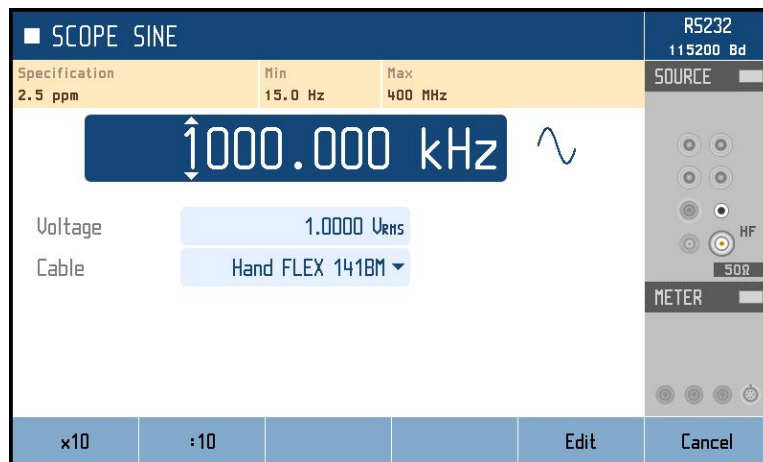 SCOPE SINE
RS232
115200 Bd
Specification Min Max
2.5 ppm 15.0 Hz 400 MHz
SOURCE
1000.000 kHz
Voltage 1.0000 VRMS
Cable Hand FLEX 141BM
HF
50Ω
METER
x10 :10 Edit Cancel